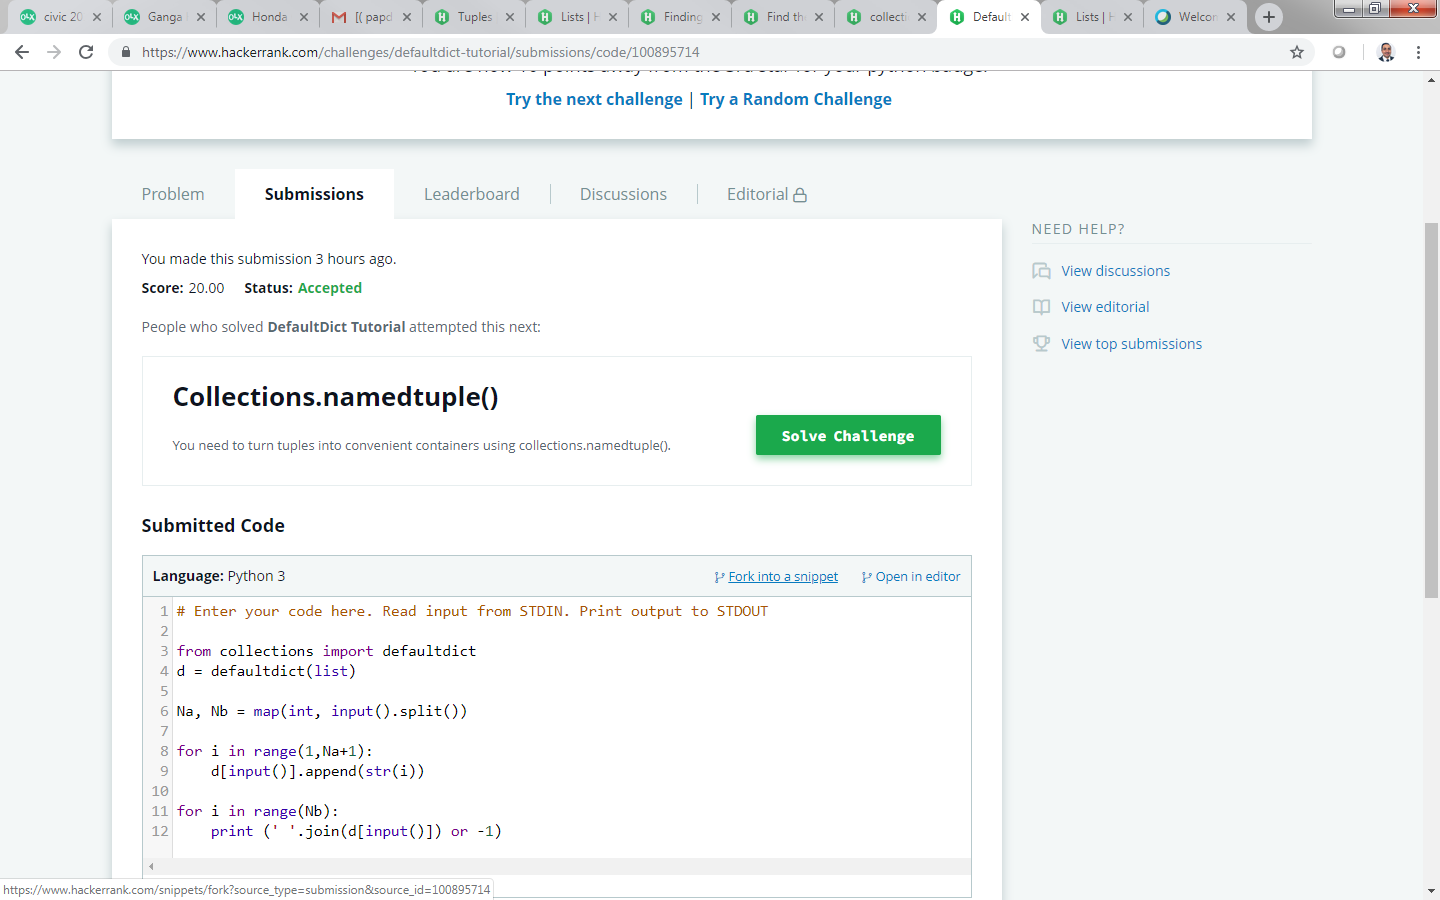 civic 20
Ganga
Honda
[( papd
Tuples
Lists | H
Finding
Find th
collecti
Default
Lists | H
Welcom
https://www.hackerrank.com/challenges/defaultdict-tutorial/submissions/code/100895714
Try the next challenge | Try a Random Challenge
Problem
Submissions
Leaderboard
Discussions
Editorial
You made this submission 3 hours ago.
Score: 20.00 Status: Accepted
People who solved DefaultDict Tutorial attempted this next:
Collections.namedtuple()
You need to turn tuples into convenient containers using collections.namedtuple().
Solve Challenge
NEED HELP?
View discussions
View editorial
View top submissions
Submitted Code
Language: Python 3
Fork into a snippet
Open in editor
1 # Enter your code here. Read input from STDIN. Print output to STDOUT
2
3 from collections import defaultdict
4 d = defaultdict(list)
5
6 Na, Nb = map(int, input().split())
7
8 for i in range(1,Na+1):
9     d[input()].append(str(i))
10
11 for i in range(Nb):
12     print (' '.join(d[input()]) or -1)
https://www.hackerrank.com/snippets/fork?source_type=submission&source_id=100895714